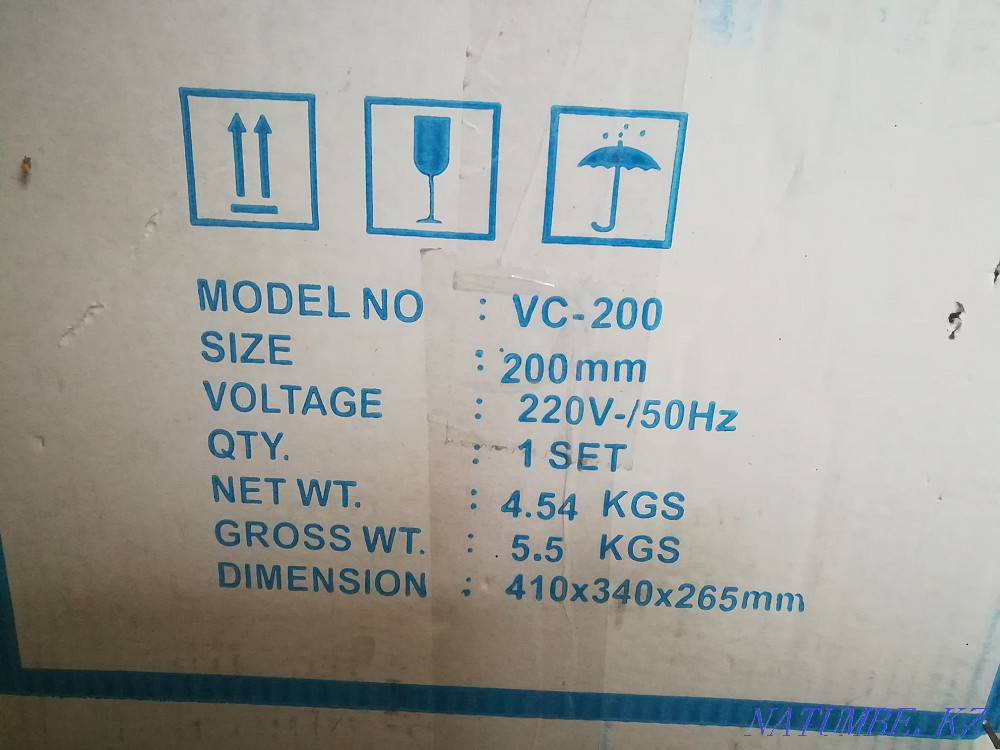 MODEL NO : VC-200
SIZE : 200mm
VOLTAGE : 220V-/50Hz
QTY. : 1 SET
NET WT. : 4.54 KGS
GROSS WT. : 5.5 KGS
DIMENSION : 410x340x265mm
NATUMBE.KZ